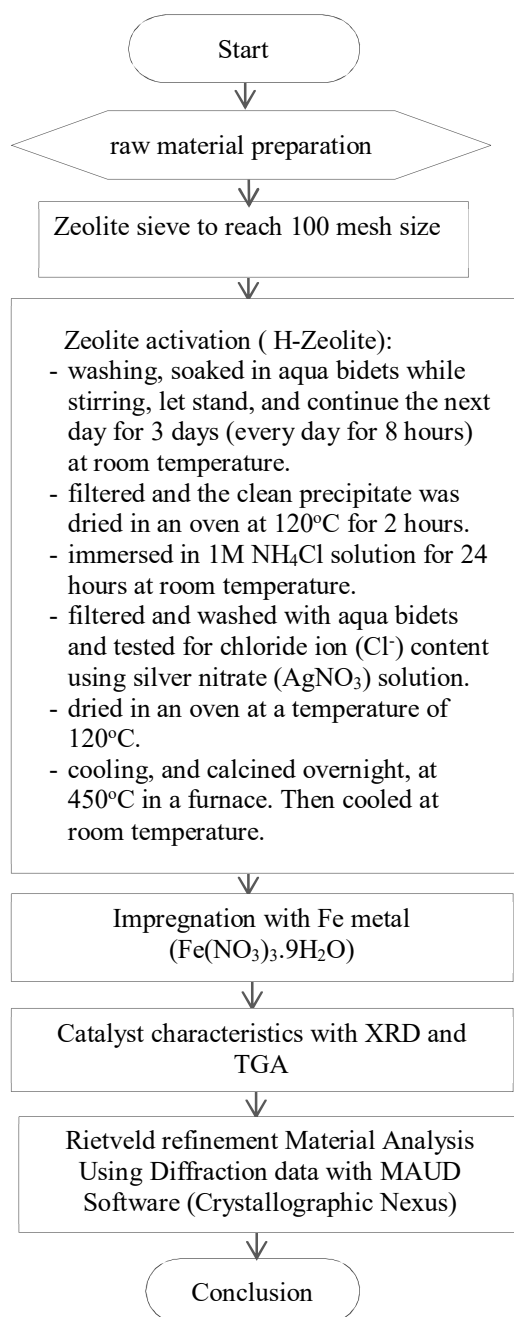 Start
raw material preparation
Zeolite sieve to reach 100 mesh size
Zeolite activation ( H-Zeolite):
- washing, soaked in aqua bidets while
stirring, let stand, and continue the next
day for 3 days (every day for 8 hours)
at room temperature.
- filtered and the clean precipitate was
dried in an oven at 120°C for 2 hours.
- immersed in 1M NH₄Cl solution for 24
hours at room temperature.
- filtered and washed with aqua bidets
and tested for chloride ion (Cl⁻) content
using silver nitrate (AgNO₃) solution.
- dried in an oven at a temperature of
120°C.
- cooling, and calcined overnight, at
450°C in a furnace. Then cooled at
room temperature.
Impregnation with Fe metal
(Fe(NO₃)₃.9H₂O)
Catalyst characteristics with XRD and
TGA
Rietveld refinement Material Analysis
Using Diffraction data with MAUD
Software (Crystallographic Nexus)
Conclusion